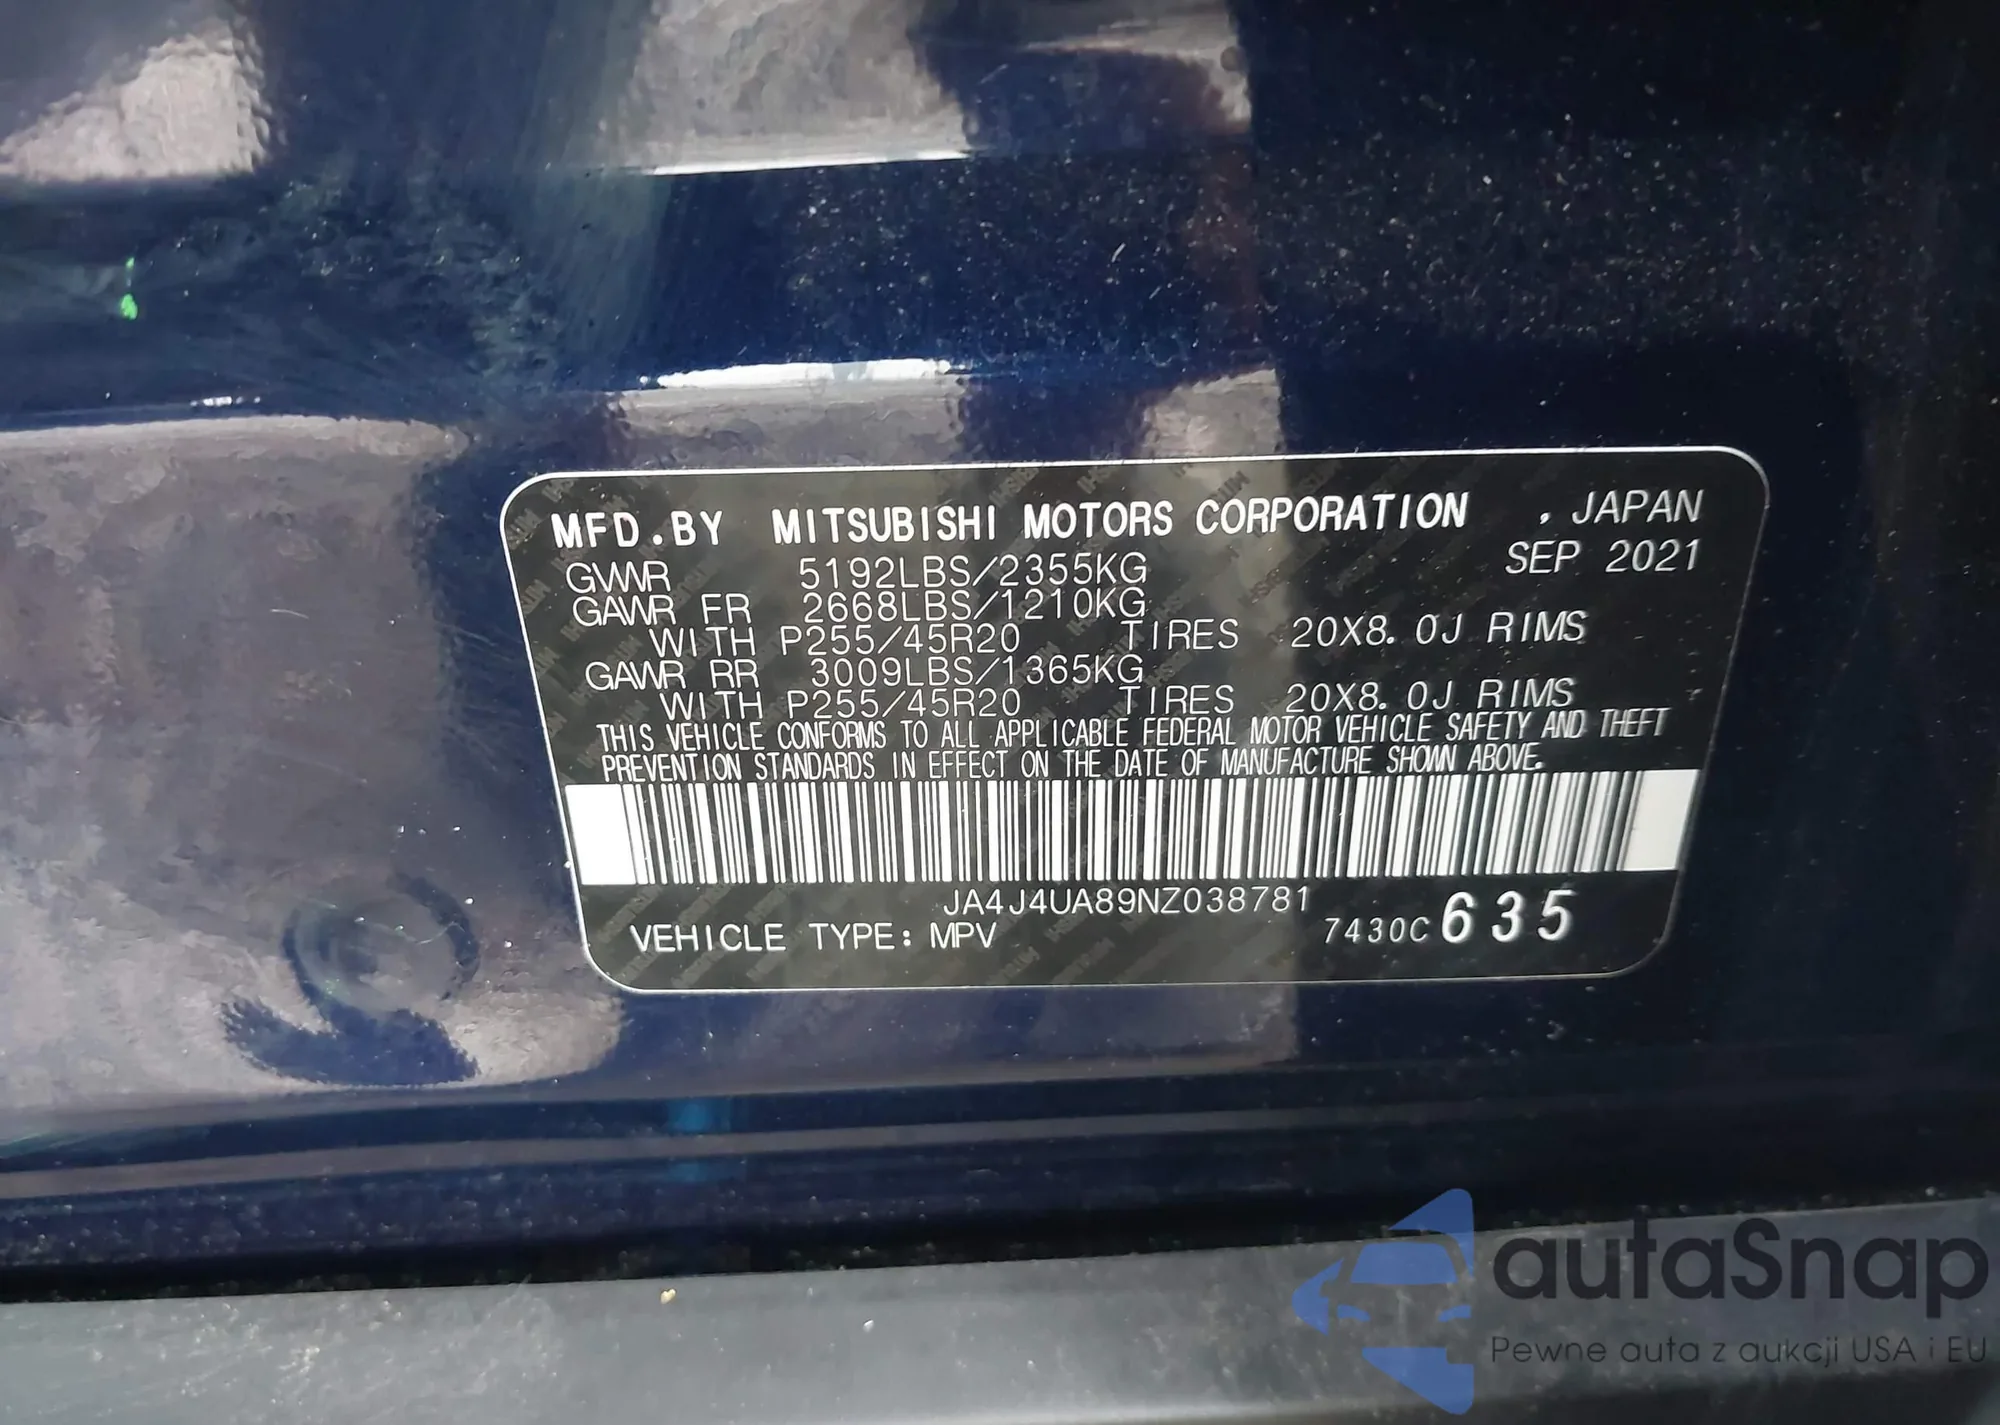 MFD.BY MITSUBISHI MOTORS CORPORATION , JAPAN
SEP 2021
GVWR 5192LBS/2355KG
GAWR FR 2668LBS/1210KG
WITH P255/45R20 TIRES 20X8.0J RIMS
GAWR RR 3009LBS/1365KG
WITH P255/45R20 TIRES 20X8.0J RIMS
THIS VEHICLE CONFORMS TO ALL APPLICABLE FEDERAL MOTOR VEHICLE SAFETY AND THEFT
PREVENTION STANDARDS IN EFFECT ON THE DATE OF MANUFACTURE SHOWN ABOVE.
JA4J4UA89NZ038781
VEHICLE TYPE: MPV 7430C 635
autaSnap
Pewne auta z aukcji USA i EU